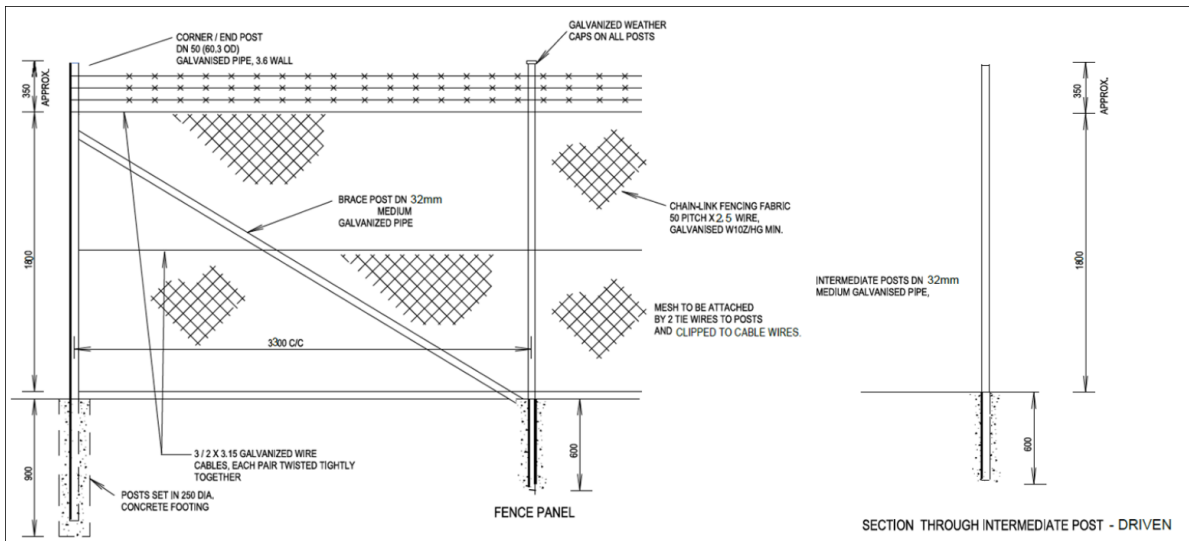 CORNER / END POST
DN 50 (60.3 OD)
GALVANISED PIPE, 3.6 WALL
GALVANIZED WEATHER
CAPS ON ALL POSTS
350
APPROX.
350
APPROX.
BRACE POST DN 32mm
MEDIUM
GALVANIZED PIPE
CHAIN-LINK FENCING FABRIC
50 PITCH X 2.5 WIRE,
GALVANISED W10Z/HG MIN.
1800
1800
INTERMEDIATE POSTS DN 32mm
MEDIUM GALVANISED PIPE,
MESH TO BE ATTACHED
BY 2 TIE WIRES TO POSTS
AND CLIPPED TO CABLE WIRES.
3300 C/C
900
3 / 2 X 3.15 GALVANIZED WIRE
CABLES, EACH PAIR TWISTED TIGHTLY
TOGETHER
600
600
POSTS SET IN 250 DIA.
CONCRETE FOOTING
FENCE PANEL
SECTION THROUGH INTERMEDIATE POST - DRIVEN